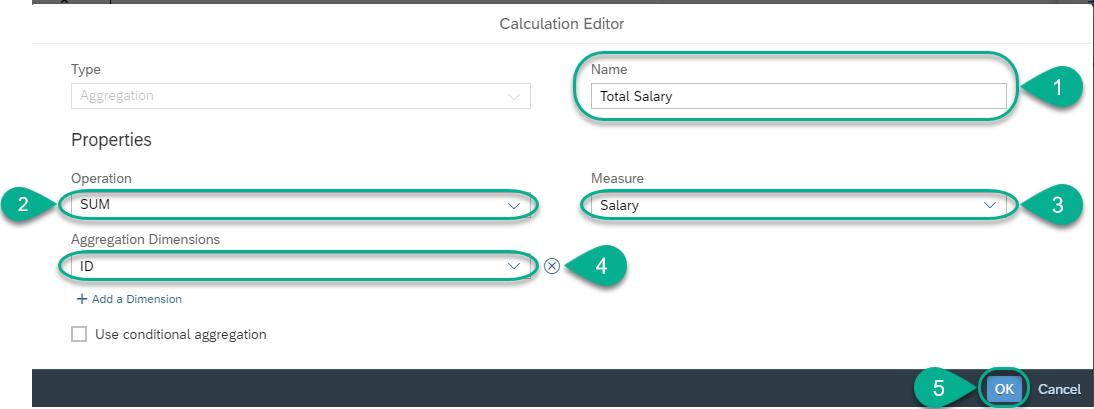 Calculation Editor
Type
Name
Aggregation
Total Salary
1
Properties
Operation
Measure
2
SUM
Salary
3
Aggregation Dimensions
ID
4
+ Add a Dimension
Use conditional aggregation
5
OK
Cancel